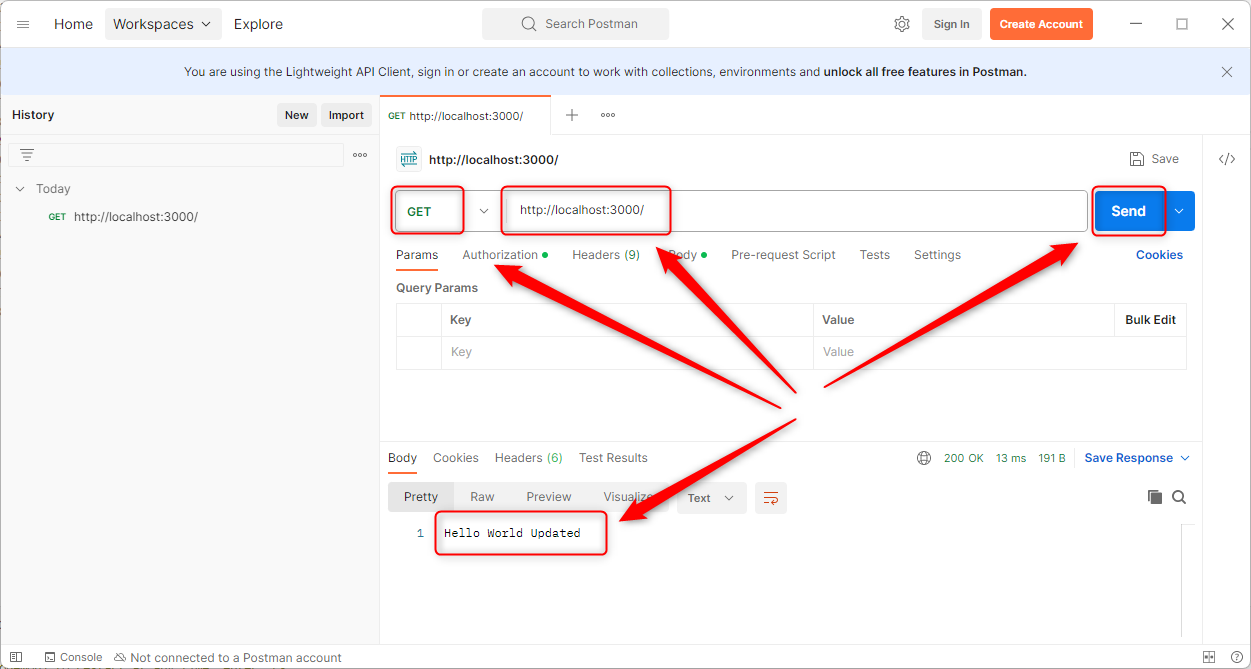 Home Workspaces Explore Search Postman Sign In Create Account
You are using the Lightweight API Client, sign in or create an account to work with collections, environments and unlock all free features in Postman.
History New Import
Today
GET http://localhost:3000/
GET http://localhost:3000/
HTTP http://localhost:3000/ Save </>
GET http://localhost:3000/ Send
Params Authorization Headers (9) Body Pre-request Script Tests Settings Cookies
Query Params
Key Value Bulk Edit
Key Value
Body Cookies Headers (6) Test Results 200 OK 13 ms 191 B Save Response
Pretty Raw Preview Visualize Text
1 Hello World Updated
Console Not connected to a Postman account